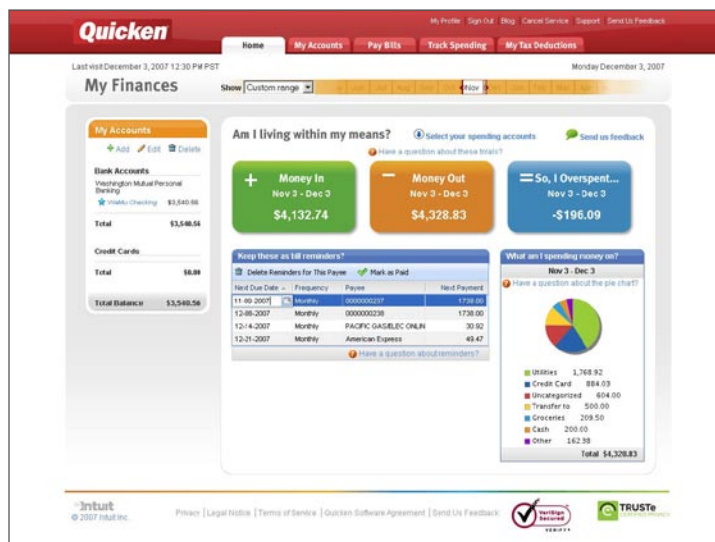 Quicken
My Profile | Sign Out | Blog | Cancel Service | Support | Send Us Feedback
Home
My Accounts
Pay Bills
Track Spending
My Tax Deductions
Last visit December 3, 2007 12:30 PM PST
Monday December 3, 2007
My Finances
Show Custom range
Nov
My Accounts
Add Edit Delete
Bank Accounts
Washington Mutual Personal
Banking
WaMu Checking $3,540.56
Total $3,540.56
Credit Cards
Total $0.00
Total Balance $3,540.56
Am I living within my means?
Select your spending accounts
Send us feedback
Have a question about these totals?
+ Money In
Nov 3 - Dec 3
$4,132.74
− Money Out
Nov 3 - Dec 3
$4,328.83
= So, I Overspent...
Nov 3 - Dec 3
-$196.09
Keep these as bill reminders?
Delete Reminders for This Payee Mark as Paid
Next Due Date Frequency Payee Next Payment
Monthly 0000000237 1738.00
Monthly 0000000238 1738.00
12-14-2007 Monthly PACIFIC GAS/ELEC ONLIN 30.92
12-21-2007 Monthly American Express 49.47
Have a question about reminders?
What am I spending money on?
Nov 3 - Dec 3
Have a question about the pie chart?
Utilities 1,768.92
Credit Card 884.03
Uncategorized 604.00
Transfer to 500.00
Groceries 209.50
Cash 200.00
Other 162.38
Total $4,328.83
Intuit
© 2007 Intuit Inc.
Privacy | Legal Notice | Terms of Service | Quicken Software Agreement | Send Us Feedback
VeriSign
Secured
VERIFY
TRUSTe
CERTIFIED PRIVACY